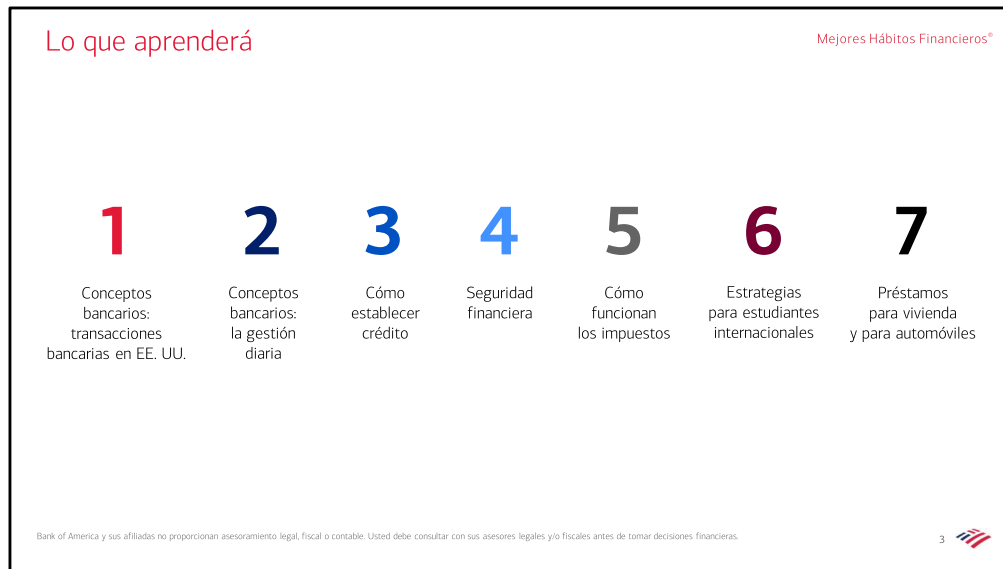 Lo que aprenderá
Mejores Hábitos Financieros®
1
Conceptos
bancarios:
transacciones
bancarias en EE. UU.
2
Conceptos
bancarios:
la gestión
diaria
3
Cómo
establecer
crédito
4
Seguridad
financiera
5
Cómo
funcionan
los impuestos
6
Estrategias
para estudiantes
internacionales
7
Préstamos
para vivienda
y para automóviles
Bank of America y sus afiliadas no proporcionan asesoramiento legal, fiscal o contable. Usted debe consultar con sus asesores legales y/o fiscales antes de tomar decisiones financieras.
3